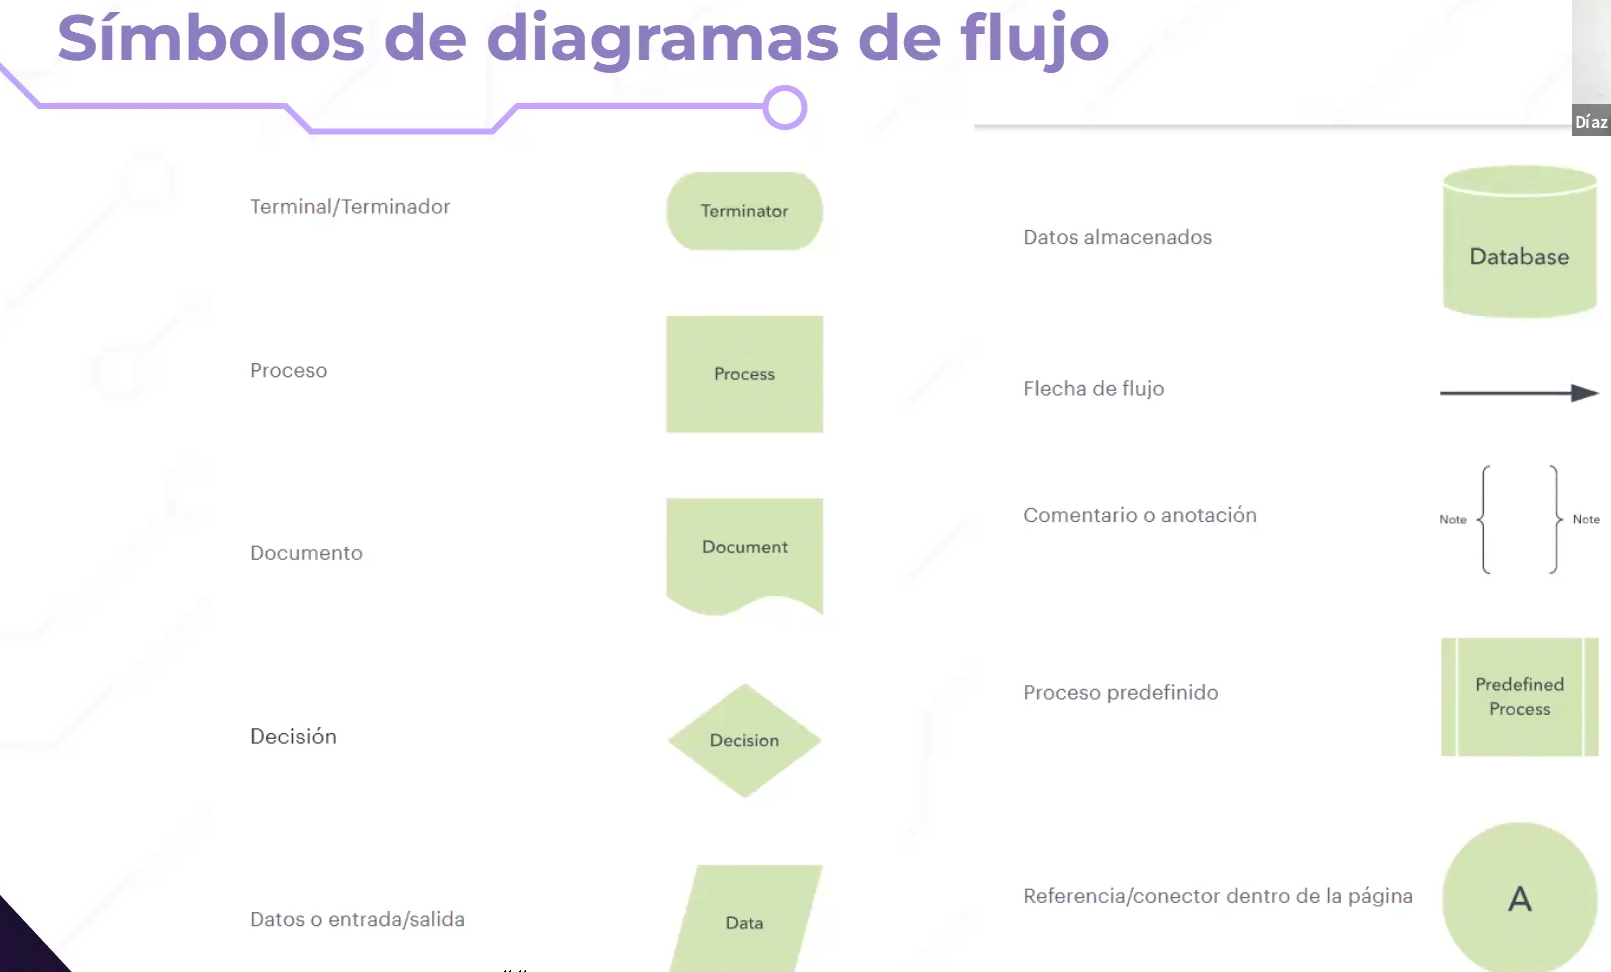 Símbolos de diagramas de flujo
Díaz
Terminal/Terminador
Terminator
Proceso
Process
Documento
Document
Decisión
Decision
Datos o entrada/salida
Data
Datos almacenados
Database
Flecha de flujo
Comentario o anotación
Note
Note
Proceso predefinido
Predefined
Process
Referencia/conector dentro de la página
A